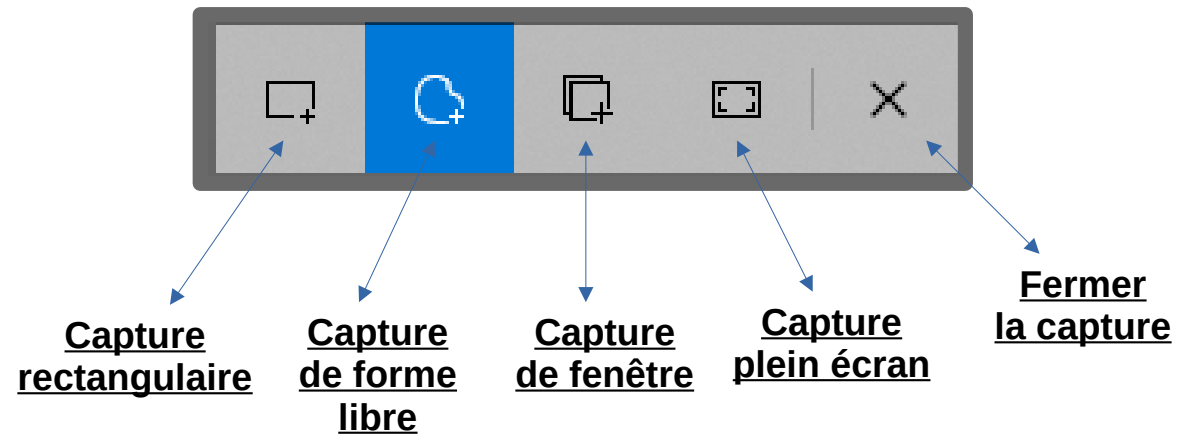 Capture
rectangulaire
Capture
de forme
libre
Capture
de fenêtre
Capture
plein écran
Fermer
la capture